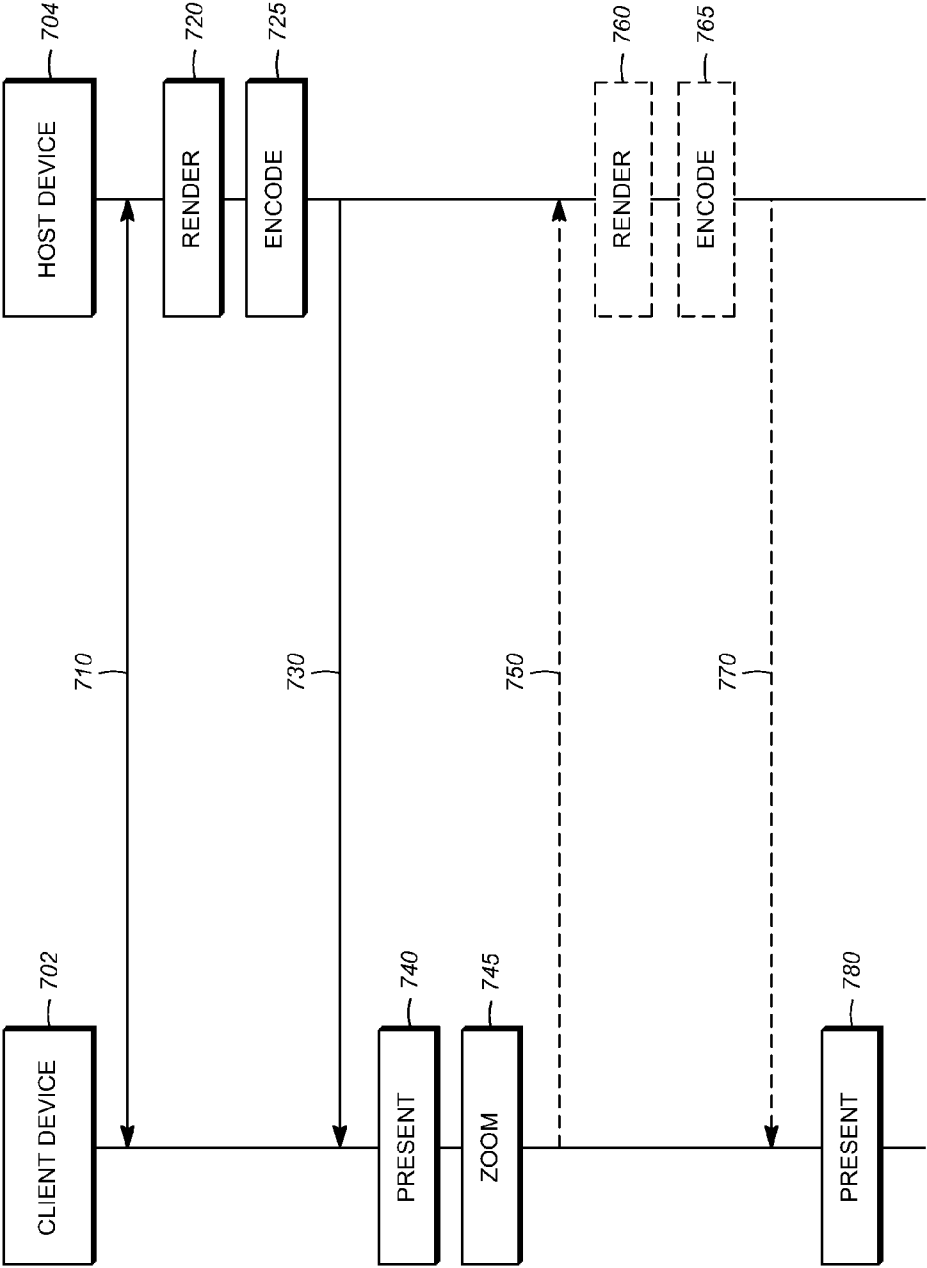 CLIENT DEVICE
702
HOST DEVICE
704
710
RENDER
720
ENCODE
725
730
PRESENT
740
ZOOM
745
750
RENDER
760
ENCODE
765
770
PRESENT
780